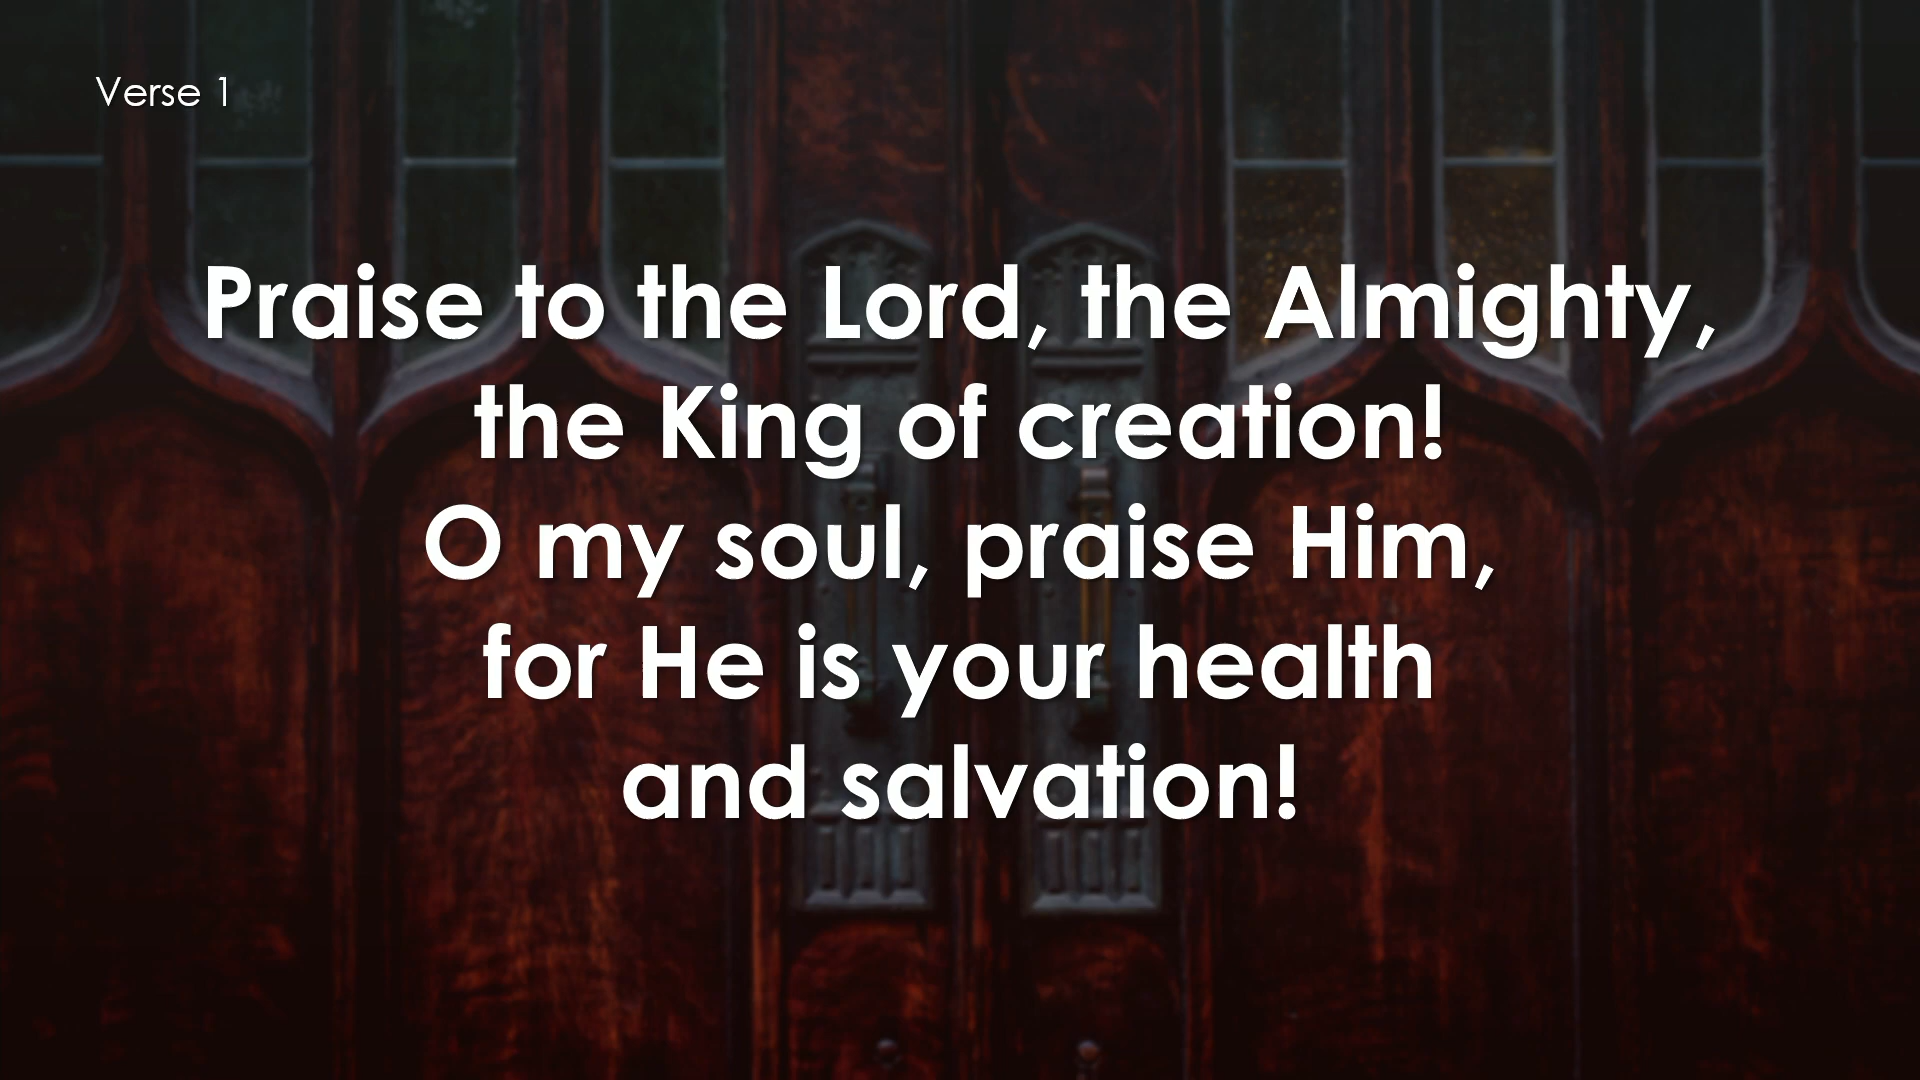 Verse 1
Praise to the Lord, the Almighty,
the King of creation!
O my soul, praise Him,
for He is your health
and salvation!